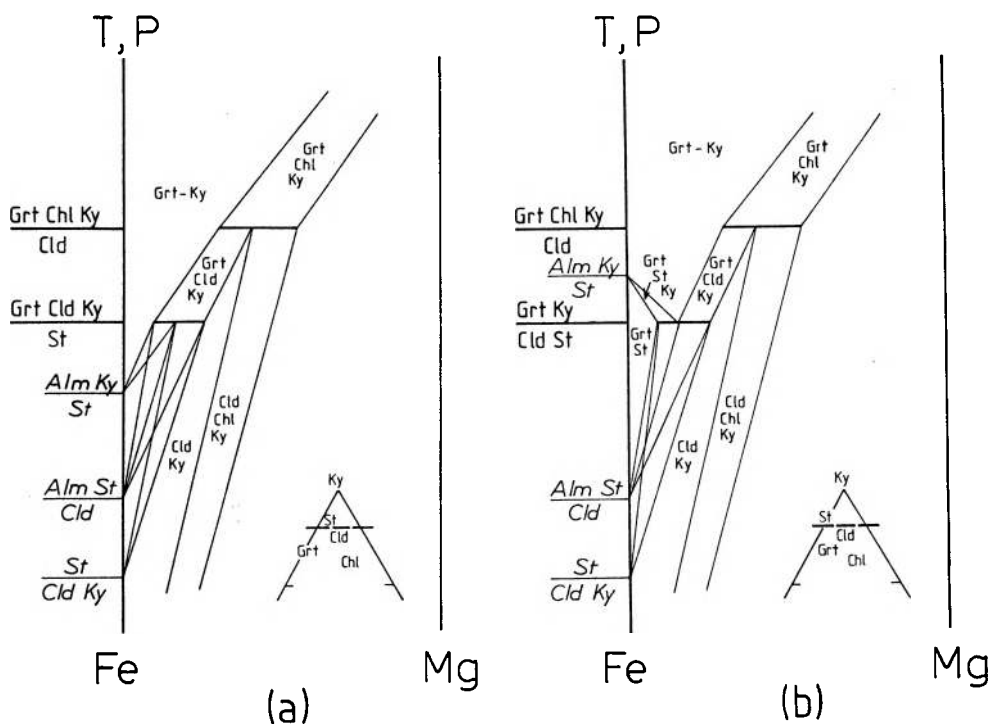 T, P
Grt-Ky
Grt
Chl
Ky
Grt Chl Ky
Cld
Grt
Cld
Ky
Grt Cld Ky
St
Alm Ky
St
Cld
Chl
Ky
Cld
Ky
Alm St
Cld
St
Cld Ky
Ky
St
Cld
Grt
Chl
Fe
Mg
(a)
T, P
Grt-Ky
Grt
Chl
Ky
Grt Chl Ky
Cld
Alm Ky
St
Grt
St
Ky
Grt
Cld
Ky
Grt Ky
Cld St
Grt
St
Cld
Chl
Ky
Cld
Ky
Alm St
Cld
St
Cld Ky
Ky
St
Cld
Grt
Chl
Fe
Mg
(b)